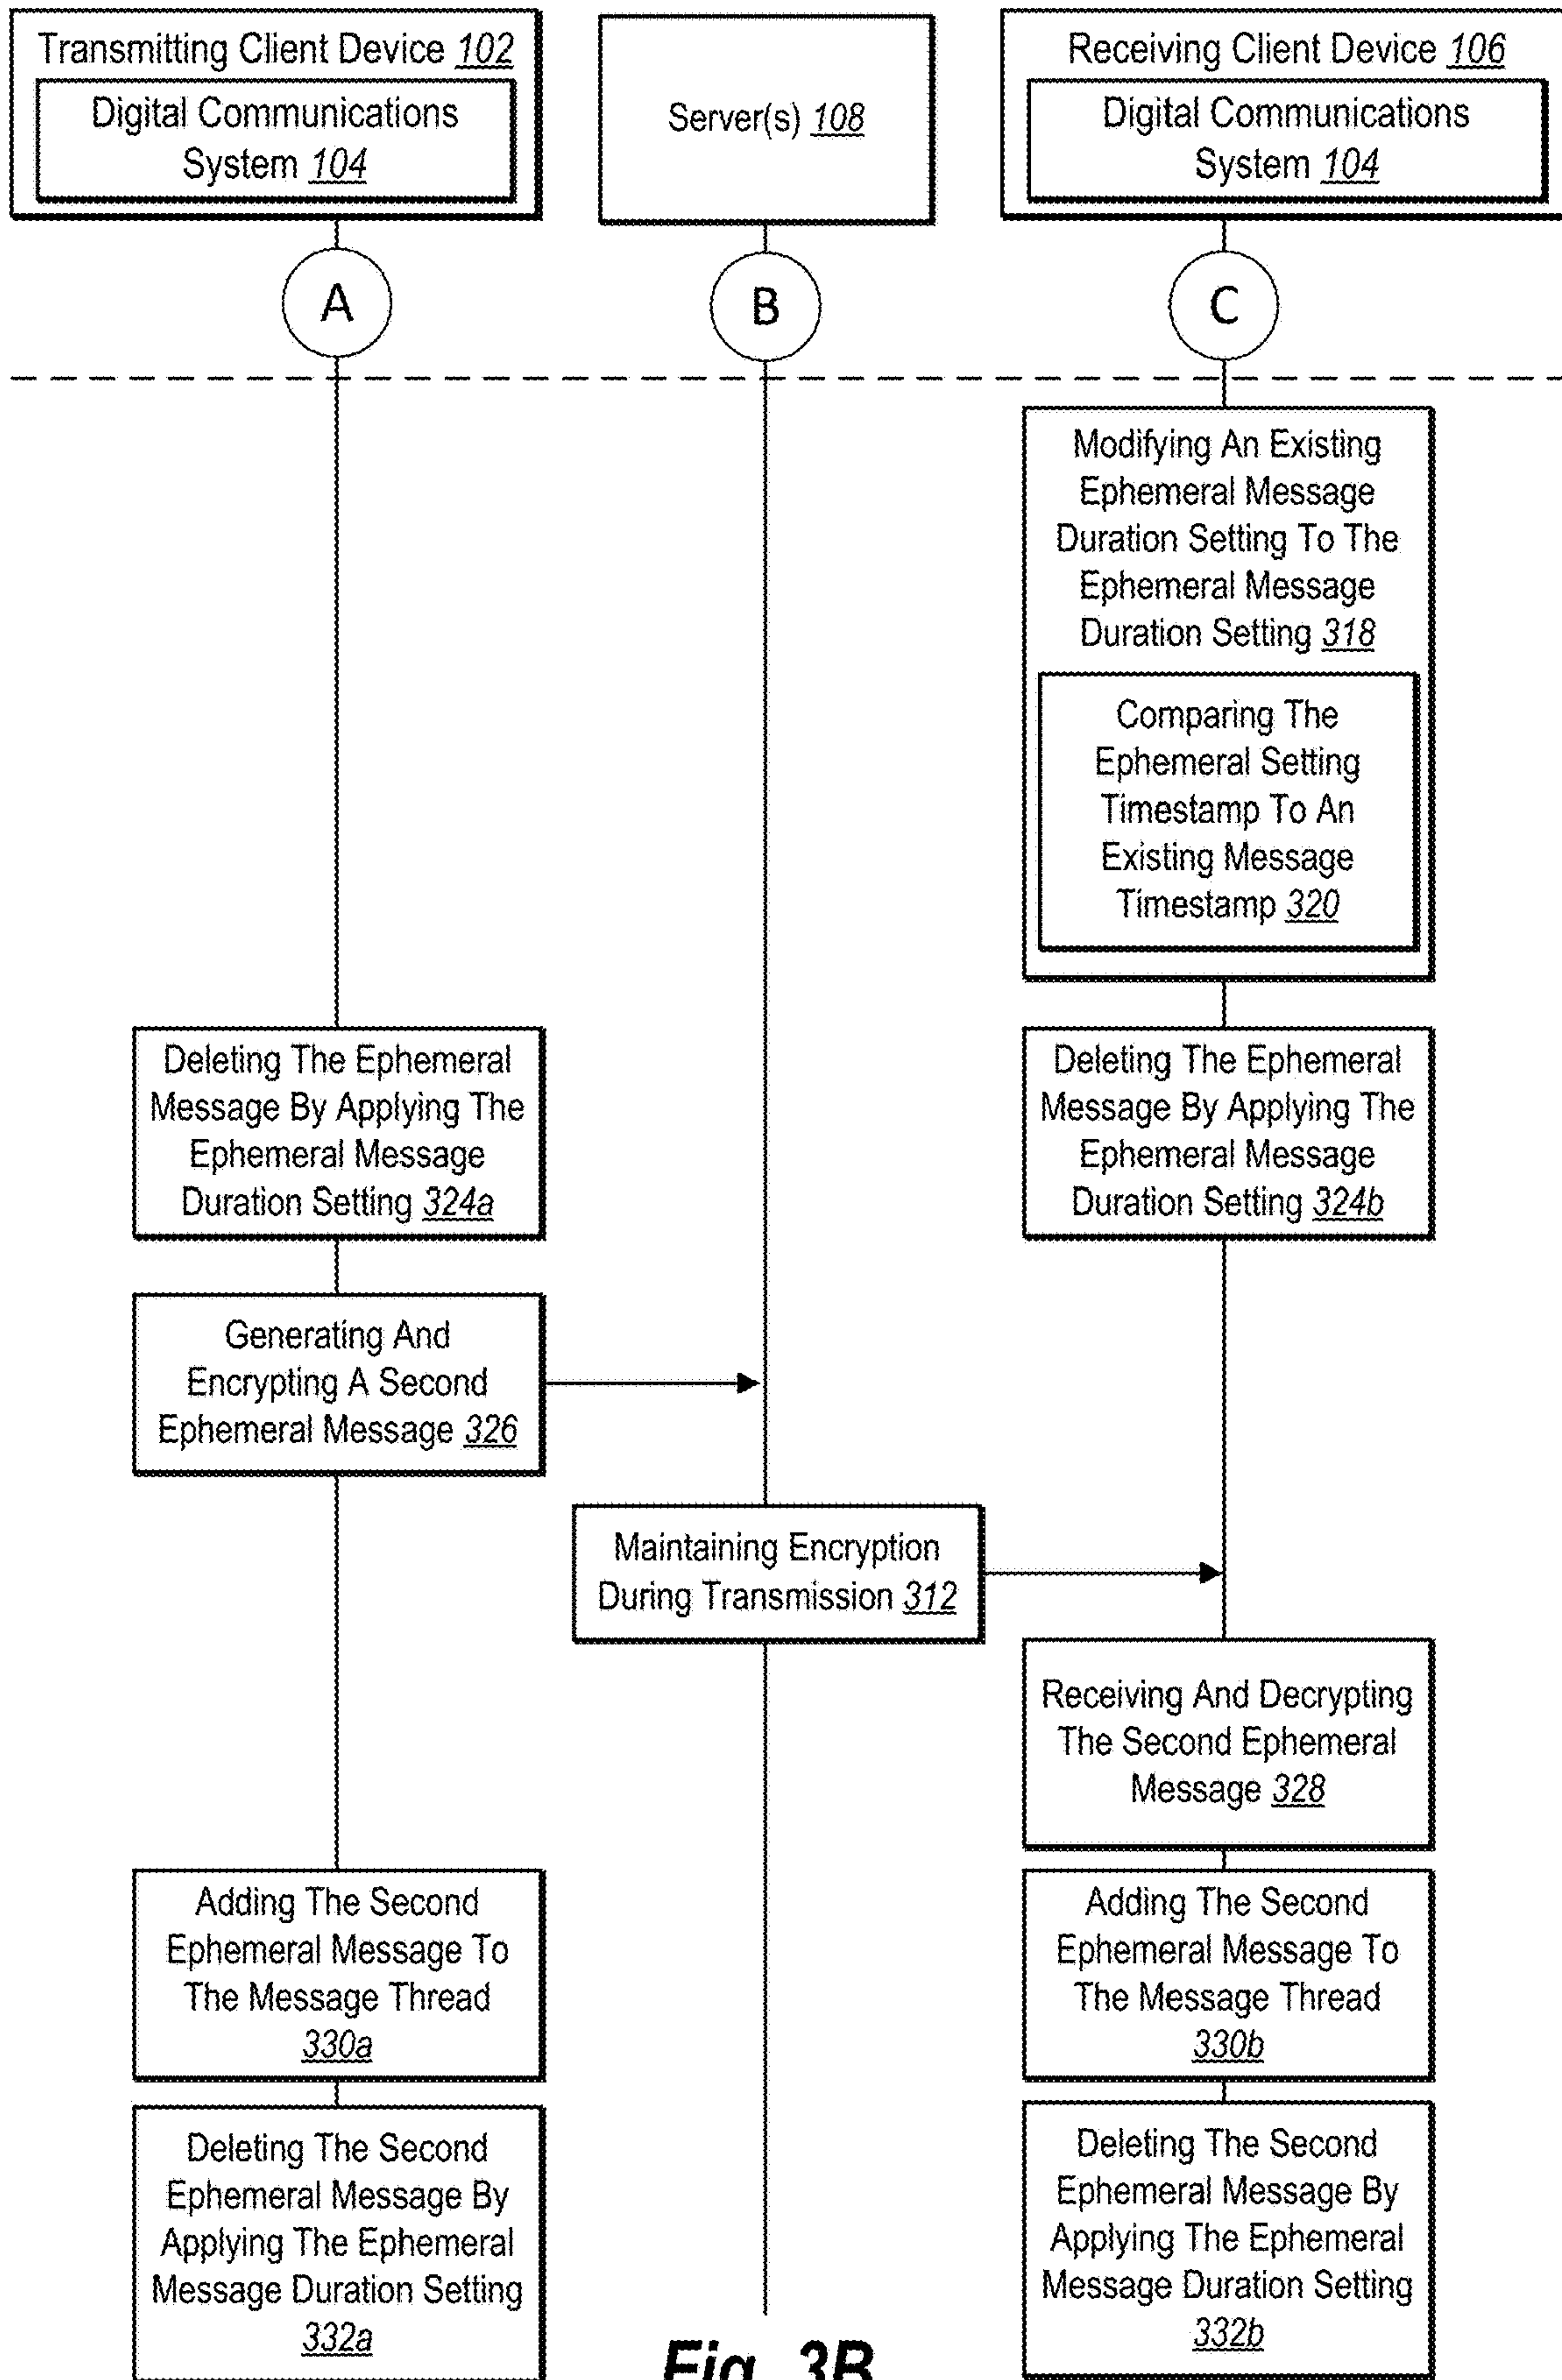 Transmitting Client Device 102
Digital Communications
System 104
Server(s) 108
Receiving Client Device 106
Digital Communications
System 104
A
B
C
Modifying An Existing
Ephemeral Message
Duration Setting To The
Ephemeral Message
Duration Setting 318
Comparing The
Ephemeral Setting
Timestamp To An
Existing Message
Timestamp 320
Deleting The Ephemeral
Message By Applying The
Ephemeral Message
Duration Setting 324a
Deleting The Ephemeral
Message By Applying The
Ephemeral Message
Duration Setting 324b
Generating And
Encrypting A Second
Ephemeral Message 326
Maintaining Encryption
During Transmission 312
Receiving And Decrypting
The Second Ephemeral
Message 328
Adding The Second
Ephemeral Message To
The Message Thread
330a
Adding The Second
Ephemeral Message To
The Message Thread
330b
Deleting The Second
Ephemeral Message By
Applying The Ephemeral
Message Duration Setting
332a
Deleting The Second
Ephemeral Message By
Applying The Ephemeral
Message Duration Setting
332b
Fig. 3B